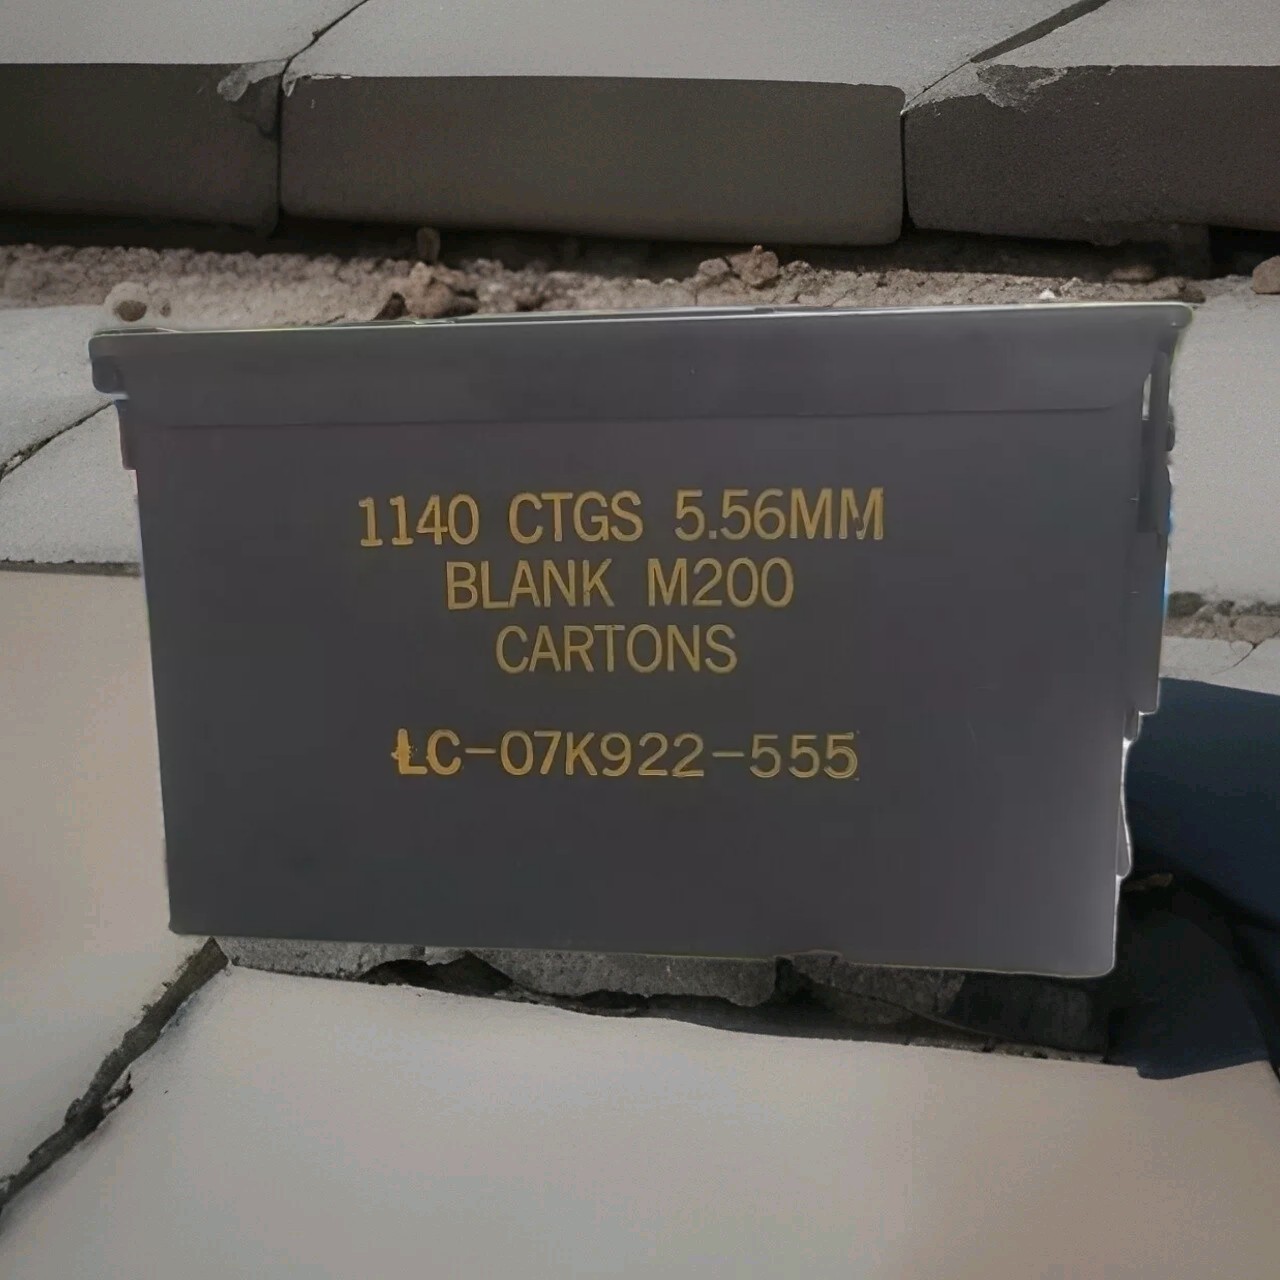 1140 CTGS 5.56MM
BLANK M200
CARTONS
LC-07K922-555